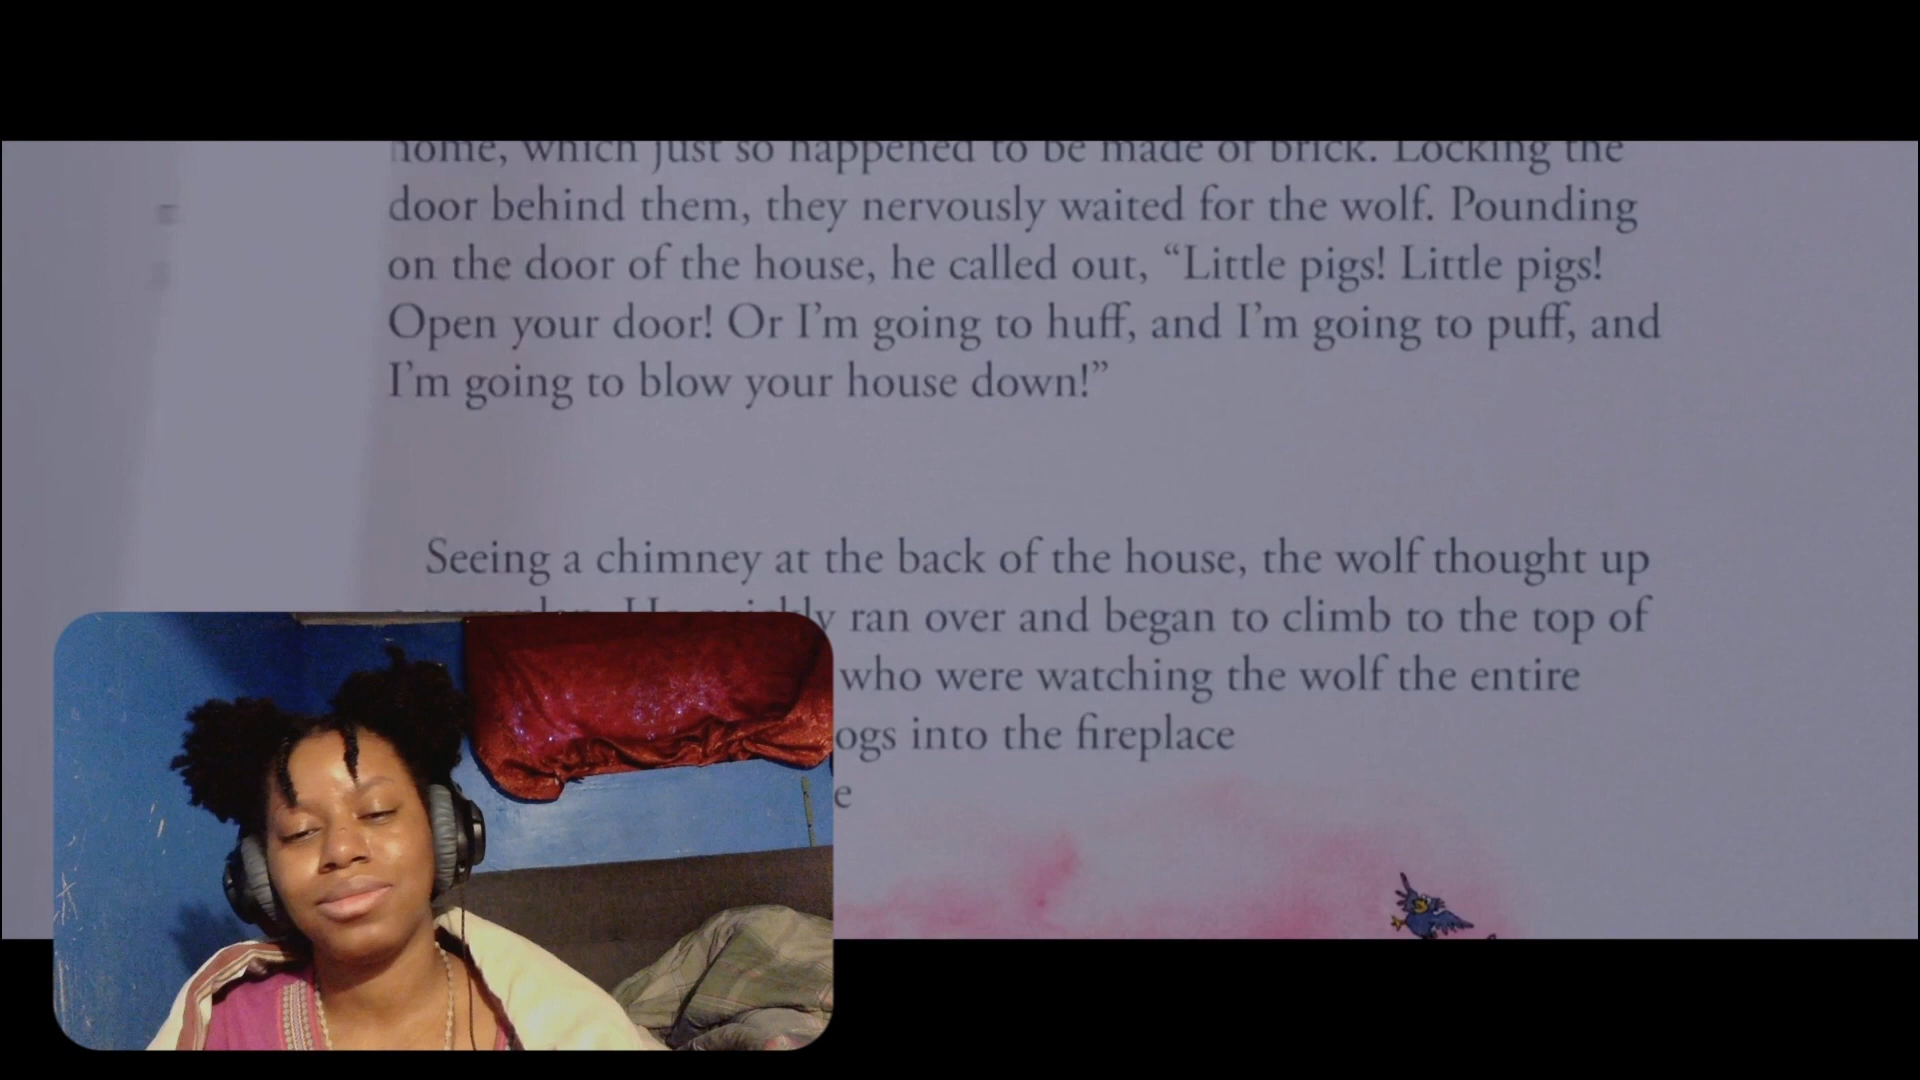 home, which just so happened to be made of brick. Locking the
door behind them, they nervously waited for the wolf. Pounding
on the door of the house, he called out, “Little pigs! Little pigs!
Open your door! Or I’m going to huff, and I’m going to puff, and
I’m going to blow your house down!”
Seeing a chimney at the back of the house, the wolf thought up
ran over and began to climb to the top of
who were watching the wolf the entire
into the fireplace